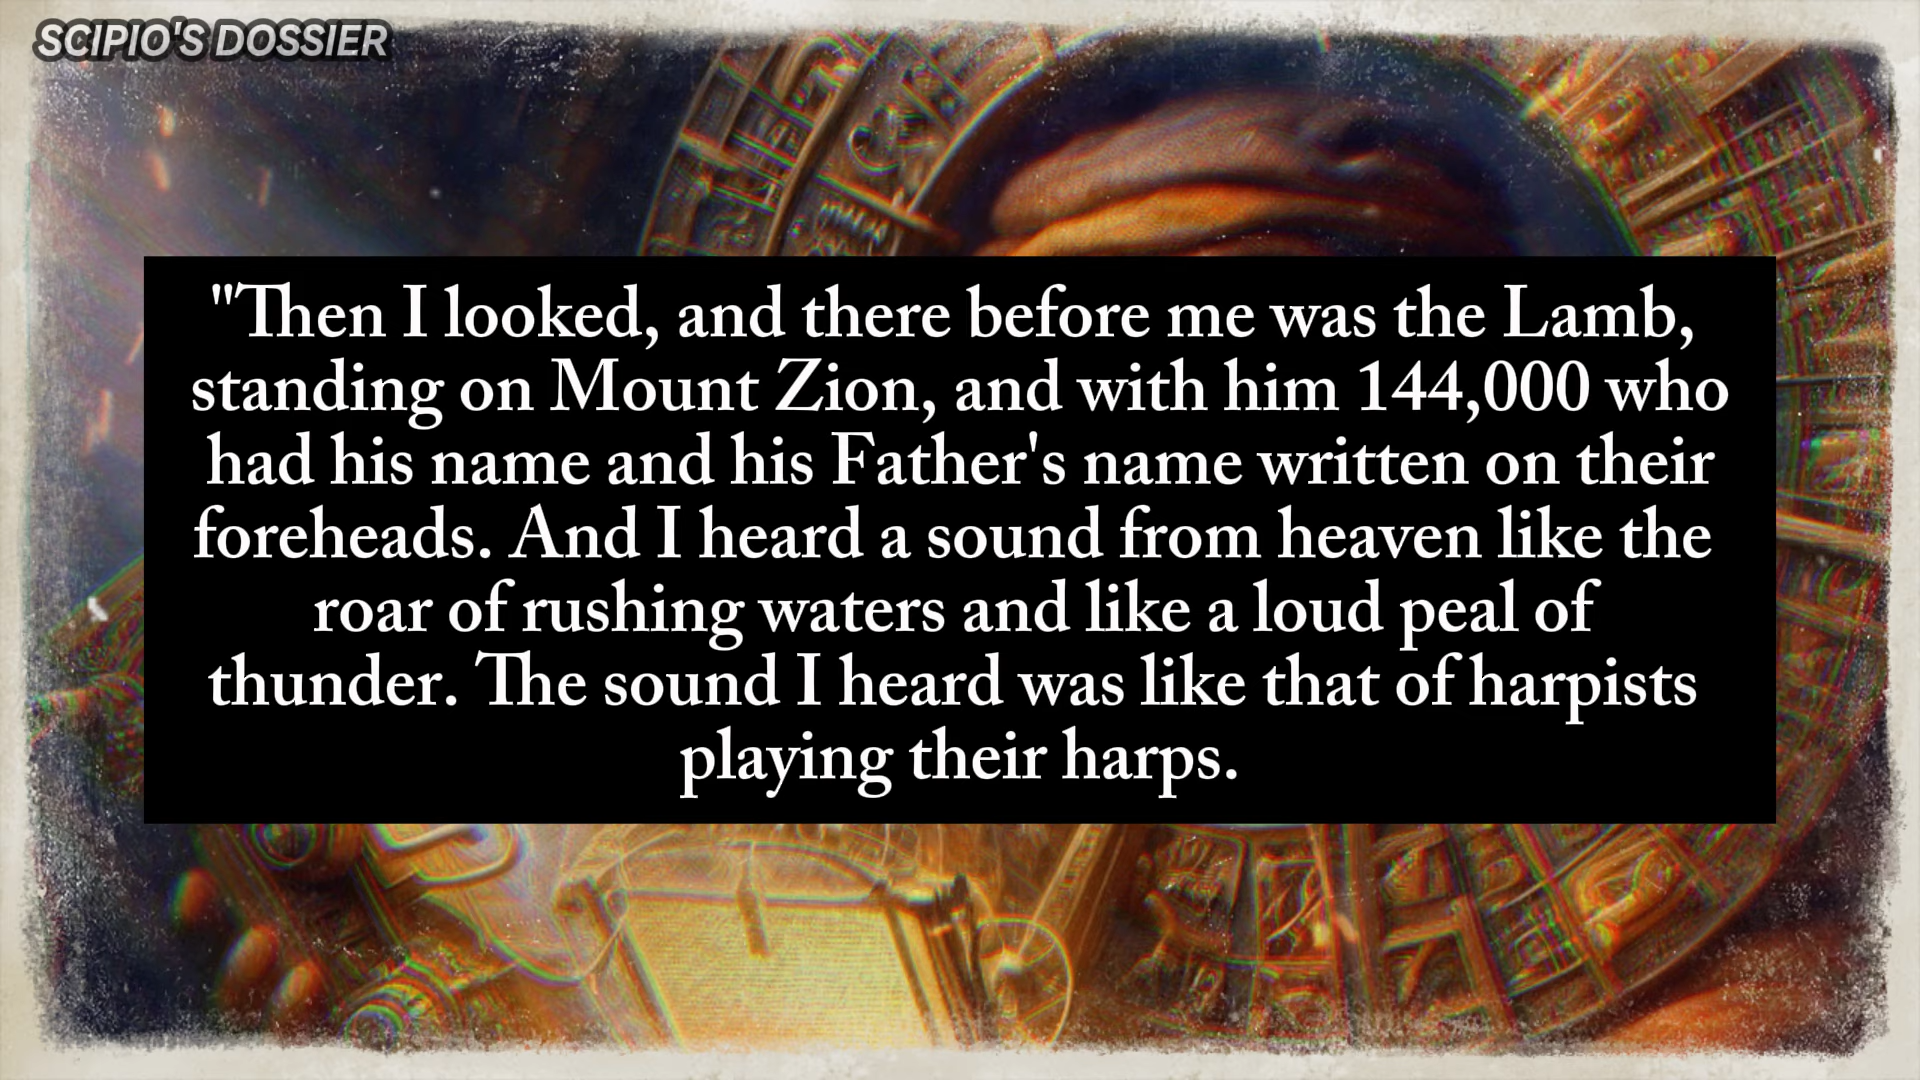 SCIPIO'S DOSSIER
"Then I looked, and there before me was the Lamb,
standing on Mount Zion, and with him 144,000 who
had his name and his Father's name written on their
foreheads. And I heard a sound from heaven like the
roar of rushing waters and like a loud peal of
thunder. The sound I heard was like that of harpists
playing their harps.